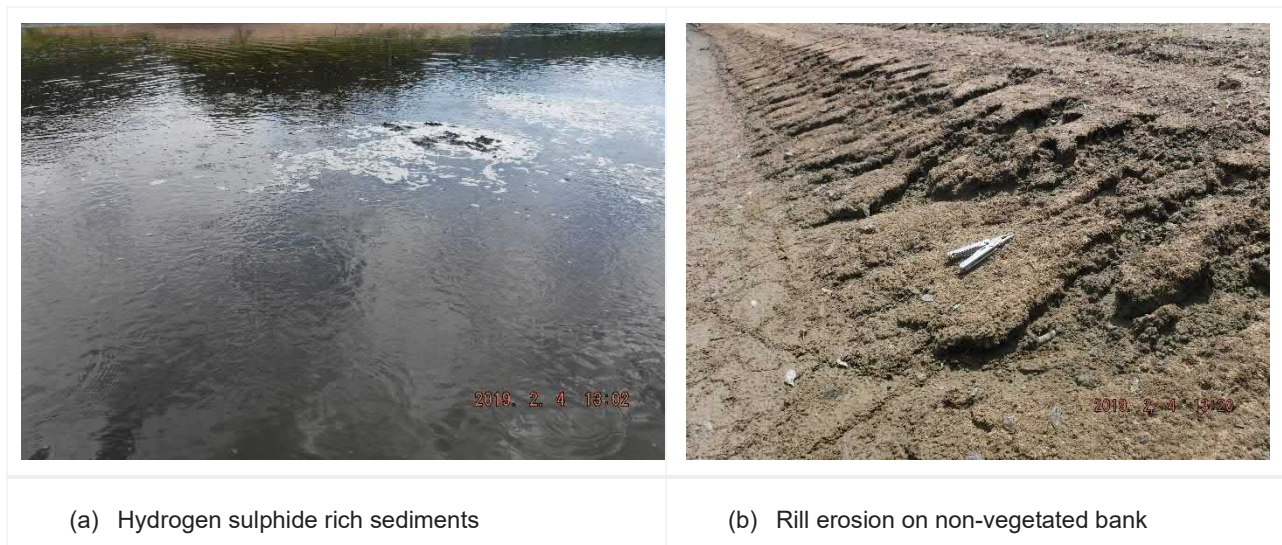 2019. 2. 4 13:02
2019. 2. 4
(a) Hydrogen sulphide rich sediments
(b) Rill erosion on non-vegetated bank